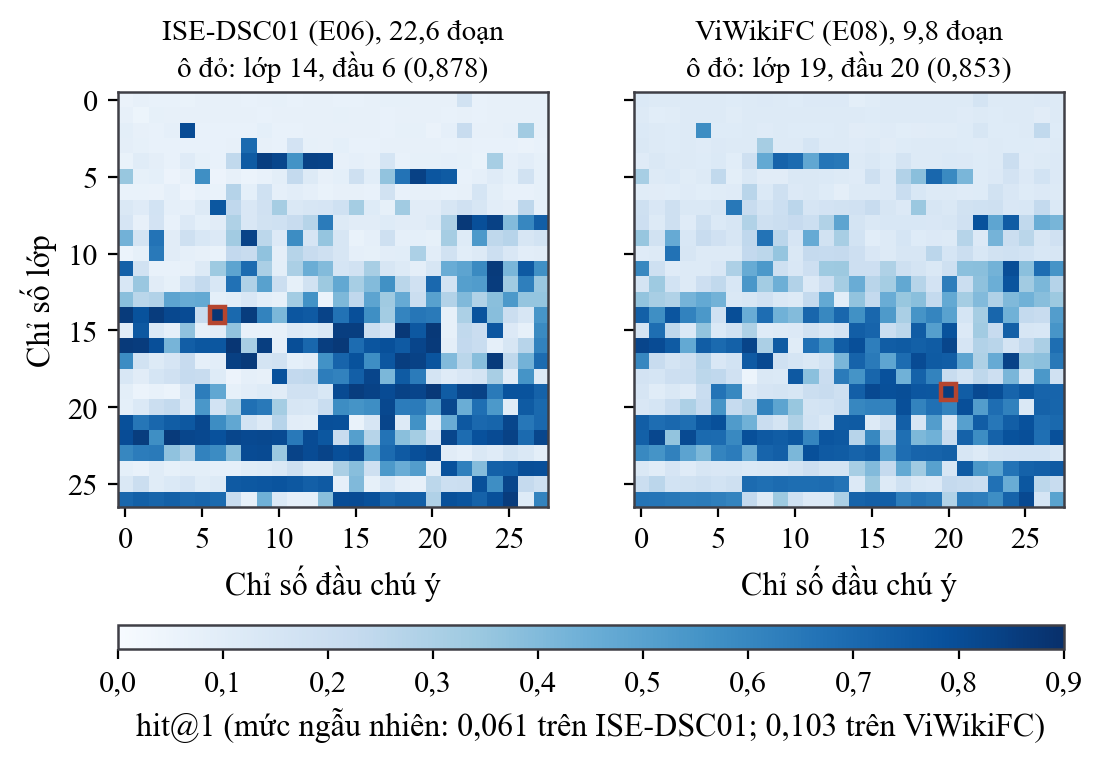 ISE-DSC01 (E06), 22,6 đoạn
ô đỏ: lớp 14, đầu 6 (0,878)
ViWikiFC (E08), 9,8 đoạn
ô đỏ: lớp 19, đầu 20 (0,853)
Chỉ số lớp
0
5
10
15
20
25
0 5 10 15 20 25
0 5 10 15 20 25
Chỉ số đầu chú ý
Chỉ số đầu chú ý
0,0 0,1 0,2 0,3 0,4 0,5 0,6 0,7 0,8 0,9
hit@1 (mức ngẫu nhiên: 0,061 trên ISE-DSC01; 0,103 trên ViWikiFC)